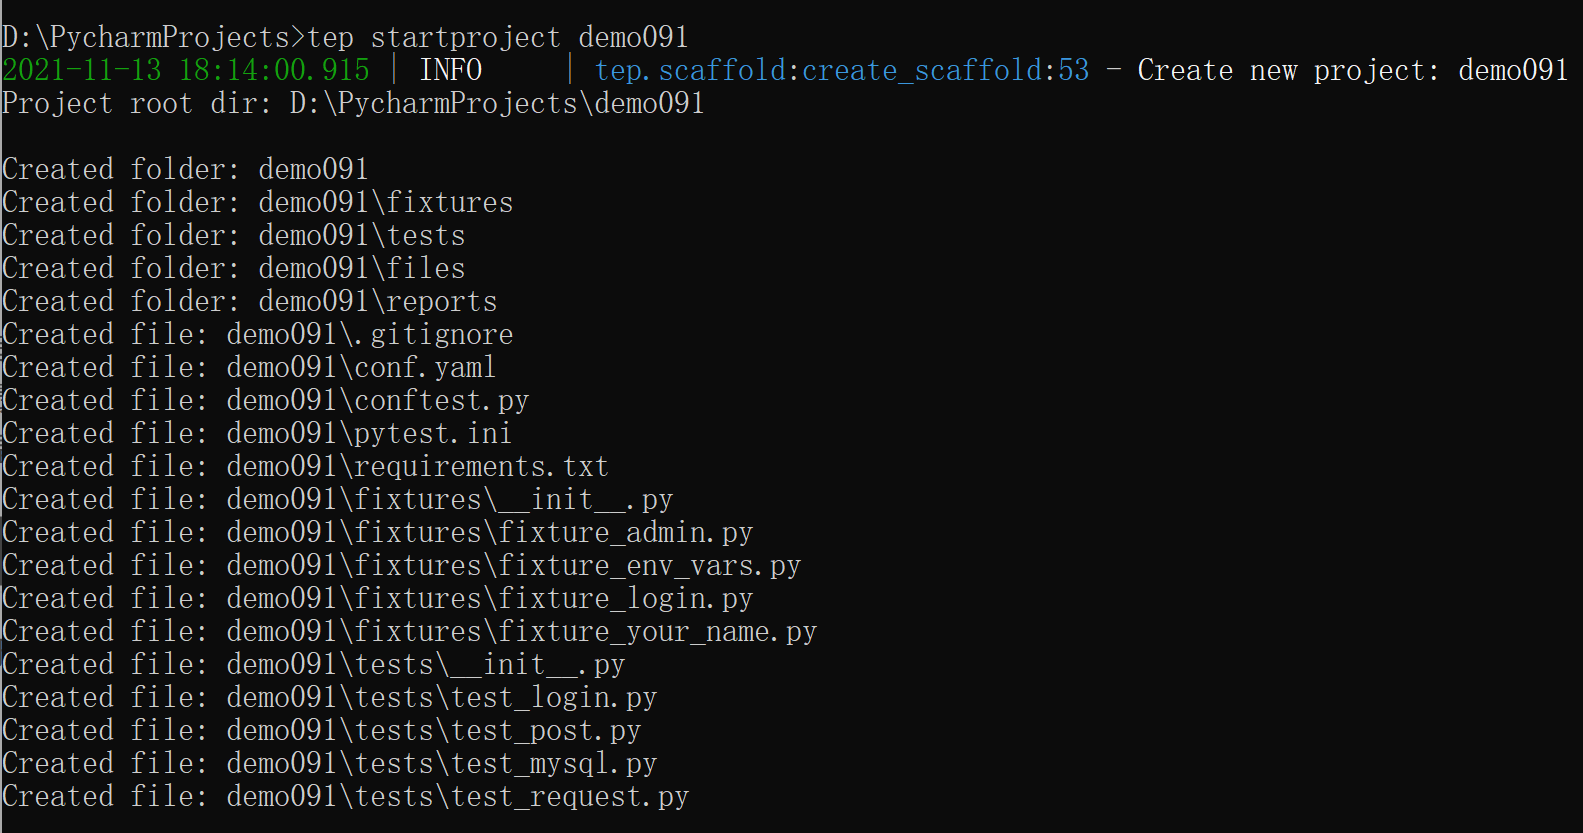 D:\PycharmProjects>tep startproject demo091
2021-11-13 18:14:00.915 | INFO     | tep.scaffold:create_scaffold:53 - Create new project: demo091
Project root dir: D:\PycharmProjects\demo091
Created folder: demo091
Created folder: demo091\fixtures
Created folder: demo091\tests
Created folder: demo091\files
Created folder: demo091\reports
Created file: demo091\.gitignore
Created file: demo091\conf.yaml
Created file: demo091\conftest.py
Created file: demo091\pytest.ini
Created file: demo091\requirements.txt
Created file: demo091\fixtures\__init__.py
Created file: demo091\fixtures\fixture_admin.py
Created file: demo091\fixtures\fixture_env_vars.py
Created file: demo091\fixtures\fixture_login.py
Created file: demo091\fixtures\fixture_your_name.py
Created file: demo091\tests\__init__.py
Created file: demo091\tests\test_login.py
Created file: demo091\tests\test_post.py
Created file: demo091\tests\test_mysql.py
Created file: demo091\tests\test_request.py